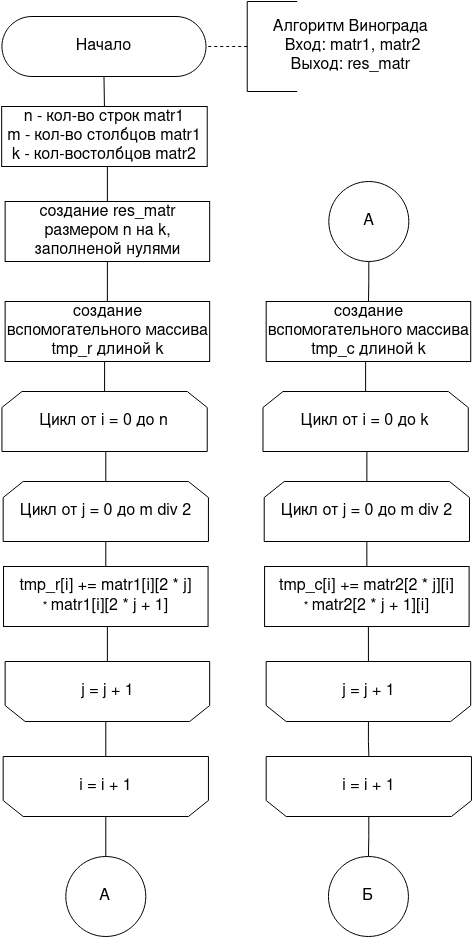 Начало
Алгоритм Винограда
Вход: matr1, matr2
Выход: res_matr
n - кол-во строк matr1
m - кол-во столбцов matr1
k - кол-востолбцов matr2
создание res_matr
размером n на k,
заполненой нулями
создание
вспомогательного массива
tmp_r длиной k
Цикл от i = 0 до n
Цикл от j = 0 до m div 2
tmp_r[i] += matr1[i][2 * j]
* matr1[i][2 * j + 1]
j = j + 1
i = i + 1
А
А
создание
вспомогательного массива
tmp_c длиной k
Цикл от i = 0 до k
Цикл от j = 0 до m div 2
tmp_c[i] += matr2[2 * j][i]
* matr2[2 * j + 1][i]
j = j + 1
i = i + 1
Б